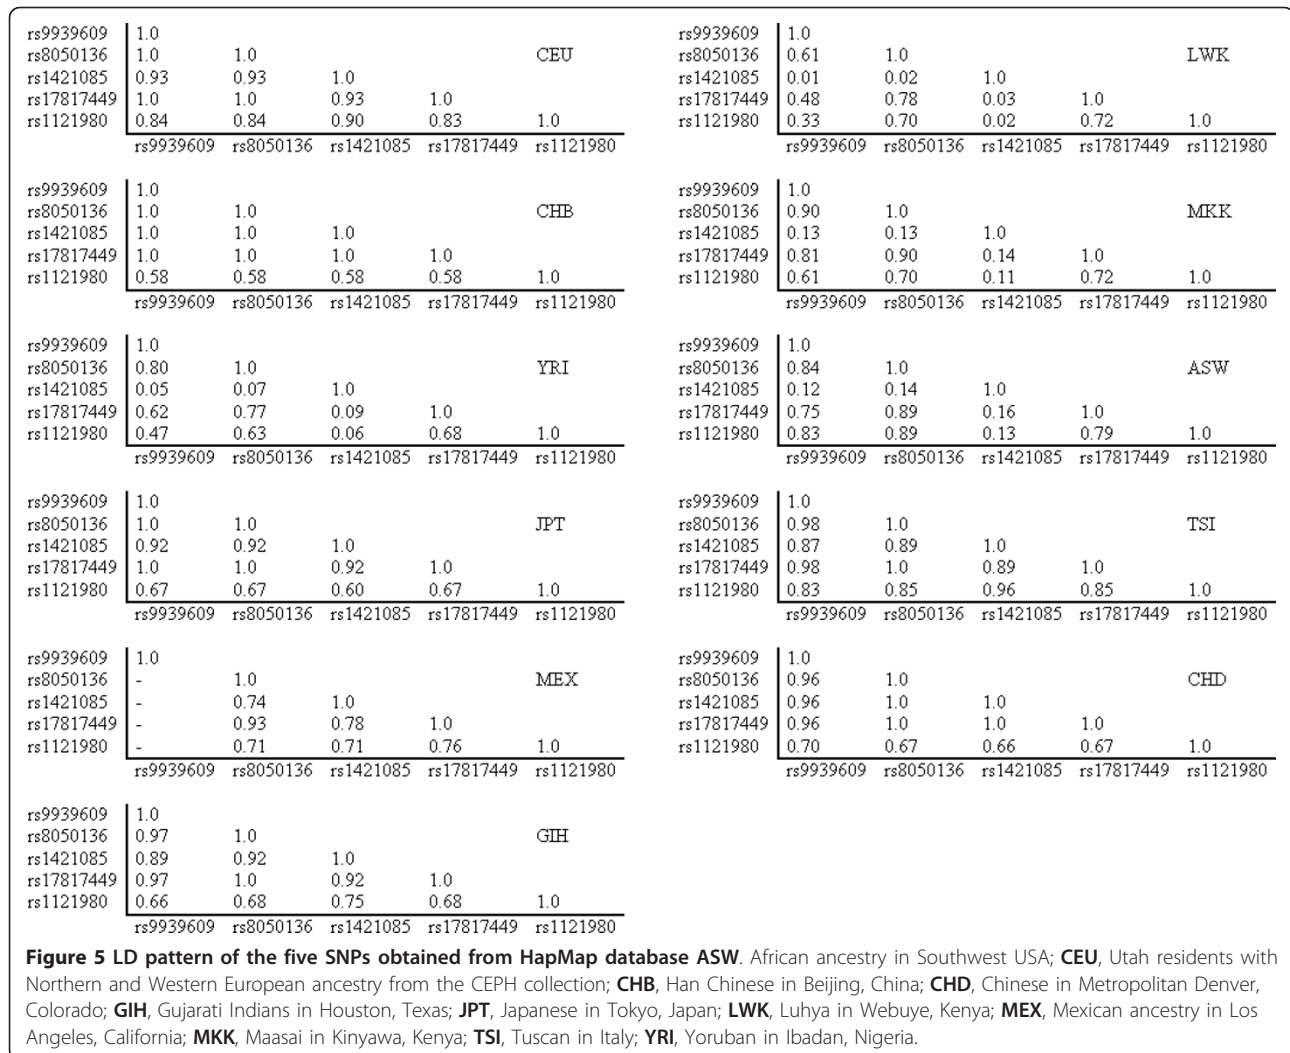 rs9939609 1.0
rs8050136 1.0 1.0 CEU
rs1421085 0.93 0.93 1.0
rs17817449 1.0 1.0 0.93 1.0
rs1121980 0.84 0.84 0.90 0.83 1.0
rs9939609 rs8050136 rs1421085 rs17817449 rs1121980
rs9939609 1.0
rs8050136 0.61 1.0 LWK
rs1421085 0.01 0.02 1.0
rs17817449 0.48 0.78 0.03 1.0
rs1121980 0.33 0.70 0.02 0.72 1.0
rs9939609 rs8050136 rs1421085 rs17817449 rs1121980
rs9939609 1.0
rs8050136 1.0 1.0 CHB
rs1421085 1.0 1.0 1.0
rs17817449 1.0 1.0 1.0 1.0
rs1121980 0.58 0.58 0.58 0.58 1.0
rs9939609 rs8050136 rs1421085 rs17817449 rs1121980
rs9939609 1.0
rs8050136 0.90 1.0 MKK
rs1421085 0.13 0.13 1.0
rs17817449 0.81 0.90 0.14 1.0
rs1121980 0.61 0.70 0.11 0.72 1.0
rs9939609 rs8050136 rs1421085 rs17817449 rs1121980
rs9939609 1.0
rs8050136 0.80 1.0 YRI
rs1421085 0.05 0.07 1.0
rs17817449 0.62 0.77 0.09 1.0
rs1121980 0.47 0.63 0.06 0.68 1.0
rs9939609 rs8050136 rs1421085 rs17817449 rs1121980
rs9939609 1.0
rs8050136 0.84 1.0 ASW
rs1421085 0.12 0.14 1.0
rs17817449 0.75 0.89 0.16 1.0
rs1121980 0.83 0.89 0.13 0.79 1.0
rs9939609 rs8050136 rs1421085 rs17817449 rs1121980
rs9939609 1.0
rs8050136 1.0 1.0 JPT
rs1421085 0.92 0.92 1.0
rs17817449 1.0 1.0 0.92 1.0
rs1121980 0.67 0.67 0.60 0.67 1.0
rs9939609 rs8050136 rs1421085 rs17817449 rs1121980
rs9939609 1.0
rs8050136 0.98 1.0 TSI
rs1421085 0.87 0.89 1.0
rs17817449 0.98 1.0 0.89 1.0
rs1121980 0.83 0.85 0.96 0.85 1.0
rs9939609 rs8050136 rs1421085 rs17817449 rs1121980
rs9939609 1.0
rs8050136 - 1.0 MEX
rs1421085 - 0.74 1.0
rs17817449 - 0.93 0.78 1.0
rs1121980 - 0.71 0.71 0.76 1.0
rs9939609 rs8050136 rs1421085 rs17817449 rs1121980
rs9939609 1.0
rs8050136 0.96 1.0 CHD
rs1421085 0.96 1.0 1.0
rs17817449 0.96 1.0 1.0 1.0
rs1121980 0.70 0.67 0.66 0.67 1.0
rs9939609 rs8050136 rs1421085 rs17817449 rs1121980
rs9939609 1.0
rs8050136 0.97 1.0 GIH
rs1421085 0.89 0.92 1.0
rs17817449 0.97 1.0 0.92 1.0
rs1121980 0.66 0.68 0.75 0.68 1.0
rs9939609 rs8050136 rs1421085 rs17817449 rs1121980
Figure 5 LD pattern of the five SNPs obtained from HapMap database ASW. African ancestry in Southwest USA; CEU, Utah residents with
Northern and Western European ancestry from the CEPH collection; CHB, Han Chinese in Beijing, China; CHD, Chinese in Metropolitan Denver,
Colorado; GIH, Gujarati Indians in Houston, Texas; JPT, Japanese in Tokyo, Japan; LWK, Luhya in Webuye, Kenya; MEX, Mexican ancestry in Los
Angeles, California; MKK, Maasai in Kinyawa, Kenya; TSI, Tuscan in Italy; YRI, Yoruban in Ibadan, Nigeria.